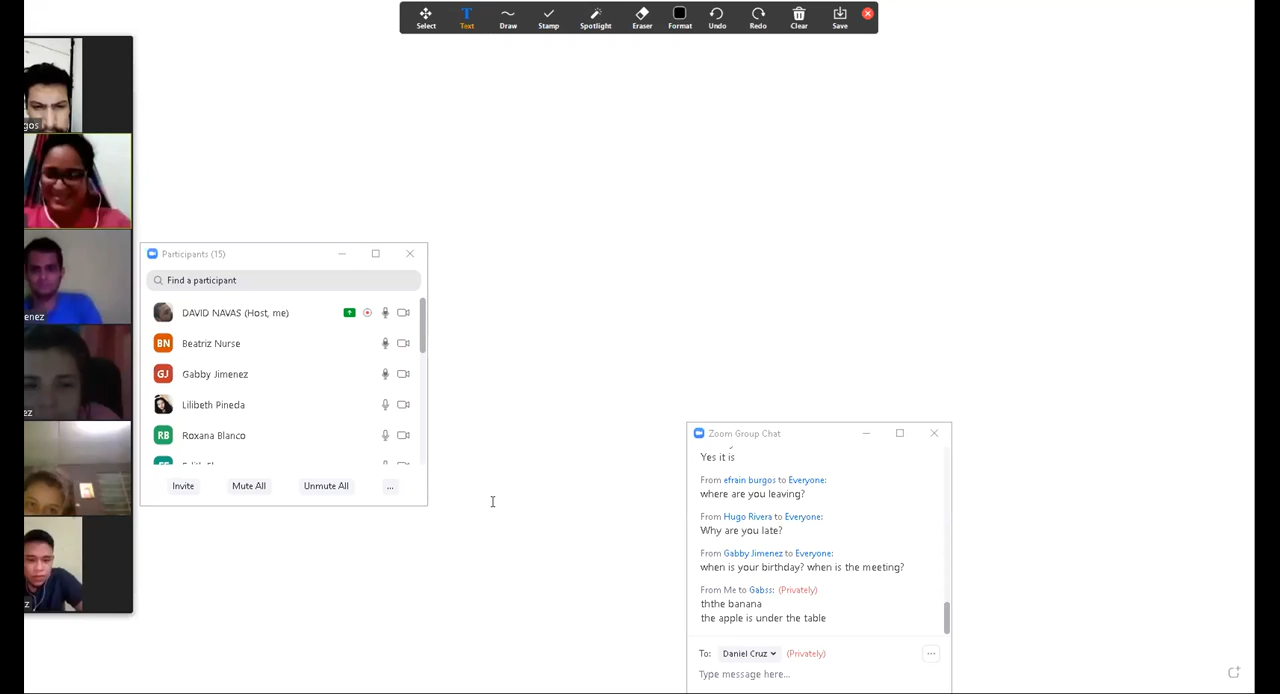 Select Text Draw Stamp Spotlight Eraser Format Undo Redo Clear Save
gos
enez
ez
z
Participants (15)
Find a participant
DAVID NAVAS (Host, me)
BN Beatriz Nurse
GJ Gabby Jimenez
Lilibeth Pineda
RB Roxana Blanco
Invite Mute All Unmute All ...
Zoom Group Chat
Yes it is
From efrain burgos to Everyone:
where are you leaving?
From Hugo Rivera to Everyone:
Why are you late?
From Gabby Jimenez to Everyone:
when is your birthday? when is the meeting?
From Me to Gabss: (Privately)
ththe banana
the apple is under the table
To: Daniel Cruz (Privately) ...
Type message here...